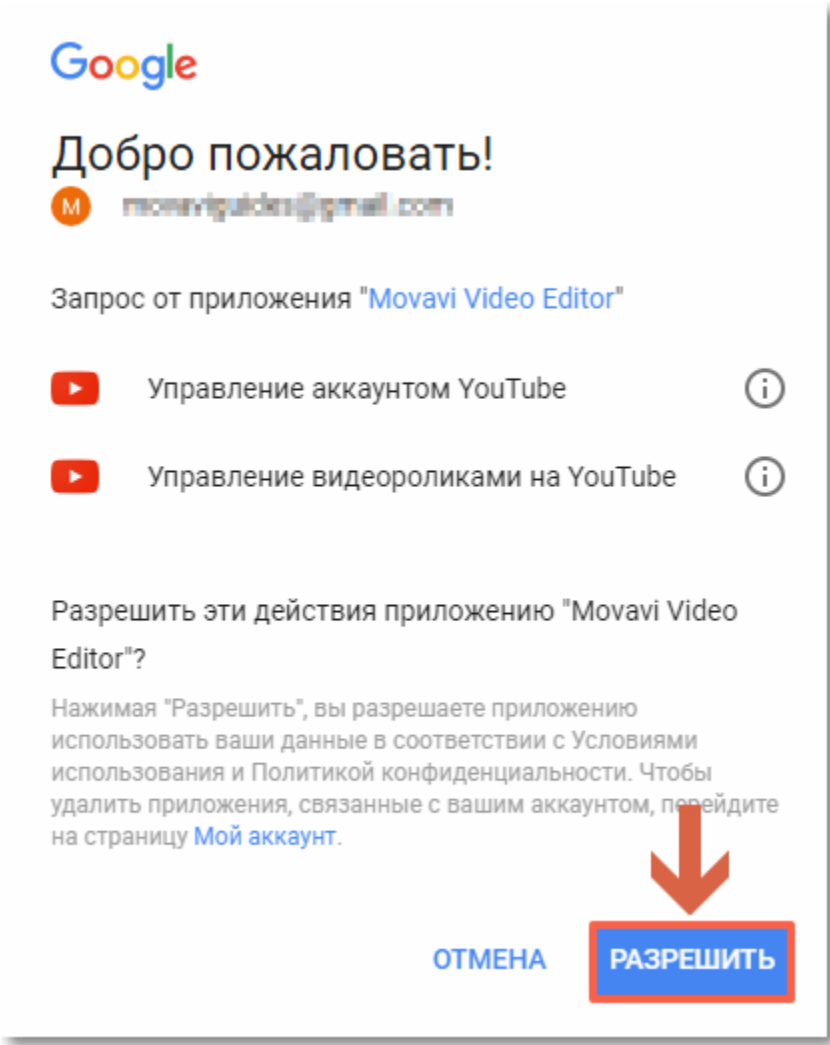 Google
Добро пожаловать!
M
Запрос от приложения "Movavi Video Editor"
Управление аккаунтом YouTube
Управление видеороликами на YouTube
Разрешить эти действия приложению "Movavi Video
Editor"?
Нажимая "Разрешить", вы разрешаете приложению
использовать ваши данные в соответствии с Условиями
использования и Политикой конфиденциальности. Чтобы
удалить приложения, связанные с вашим аккаунтом, перейдите
на страницу Мой аккаунт.
ОТМЕНА
РАЗРЕШИТЬ